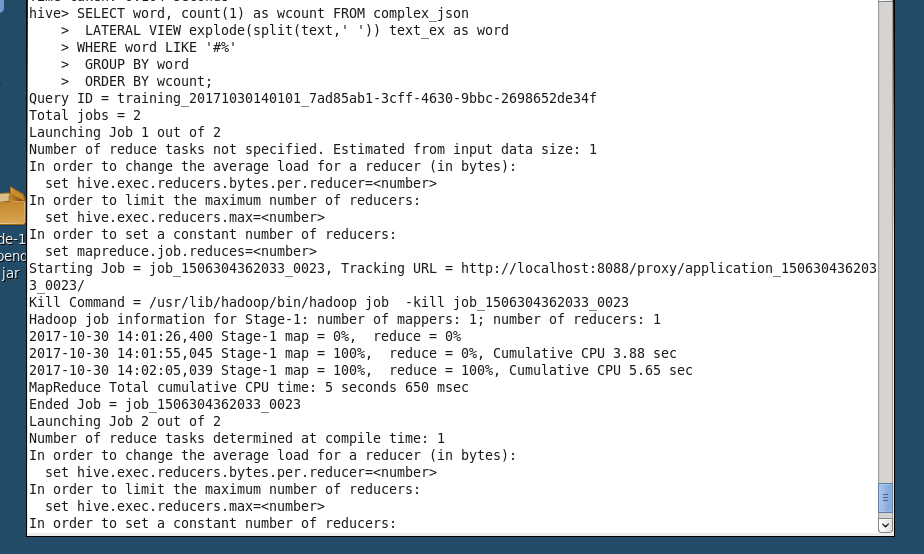 hive> SELECT word, count(1) as wcount FROM complex_json
    >  LATERAL VIEW explode(split(text,' ')) text_ex as word
    > WHERE word LIKE '#%'
    >  GROUP BY word
    >  ORDER BY wcount;
Query ID = training_20171030140101_7ad85ab1-3cff-4630-9bbc-2698652de34f
Total jobs = 2
Launching Job 1 out of 2
Number of reduce tasks not specified. Estimated from input data size: 1
In order to change the average load for a reducer (in bytes):
  set hive.exec.reducers.bytes.per.reducer=<number>
In order to limit the maximum number of reducers:
  set hive.exec.reducers.max=<number>
In order to set a constant number of reducers:
  set mapreduce.job.reduces=<number>
Starting Job = job_1506304362033_0023, Tracking URL = http://localhost:8088/proxy/application_150630436203
3_0023/
Kill Command = /usr/lib/hadoop/bin/hadoop job  -kill job_1506304362033_0023
Hadoop job information for Stage-1: number of mappers: 1; number of reducers: 1
2017-10-30 14:01:26,400 Stage-1 map = 0%,  reduce = 0%
2017-10-30 14:01:55,045 Stage-1 map = 100%,  reduce = 0%, Cumulative CPU 3.88 sec
2017-10-30 14:02:05,039 Stage-1 map = 100%,  reduce = 100%, Cumulative CPU 5.65 sec
MapReduce Total cumulative CPU time: 5 seconds 650 msec
Ended Job = job_1506304362033_0023
Launching Job 2 out of 2
Number of reduce tasks determined at compile time: 1
In order to change the average load for a reducer (in bytes):
  set hive.exec.reducers.bytes.per.reducer=<number>
In order to limit the maximum number of reducers:
  set hive.exec.reducers.max=<number>
In order to set a constant number of reducers:
de-1
jar